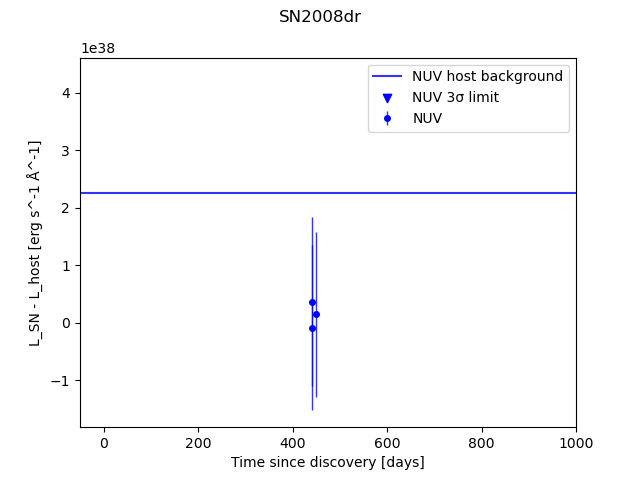 SN2008dr
1e38
NUV host background
NUV 3σ limit
NUV
4
3
2
1
0
−1
L_SN - L_host [erg s^-1 Å^-1]
0
200
400
600
800
1000
Time since discovery [days]